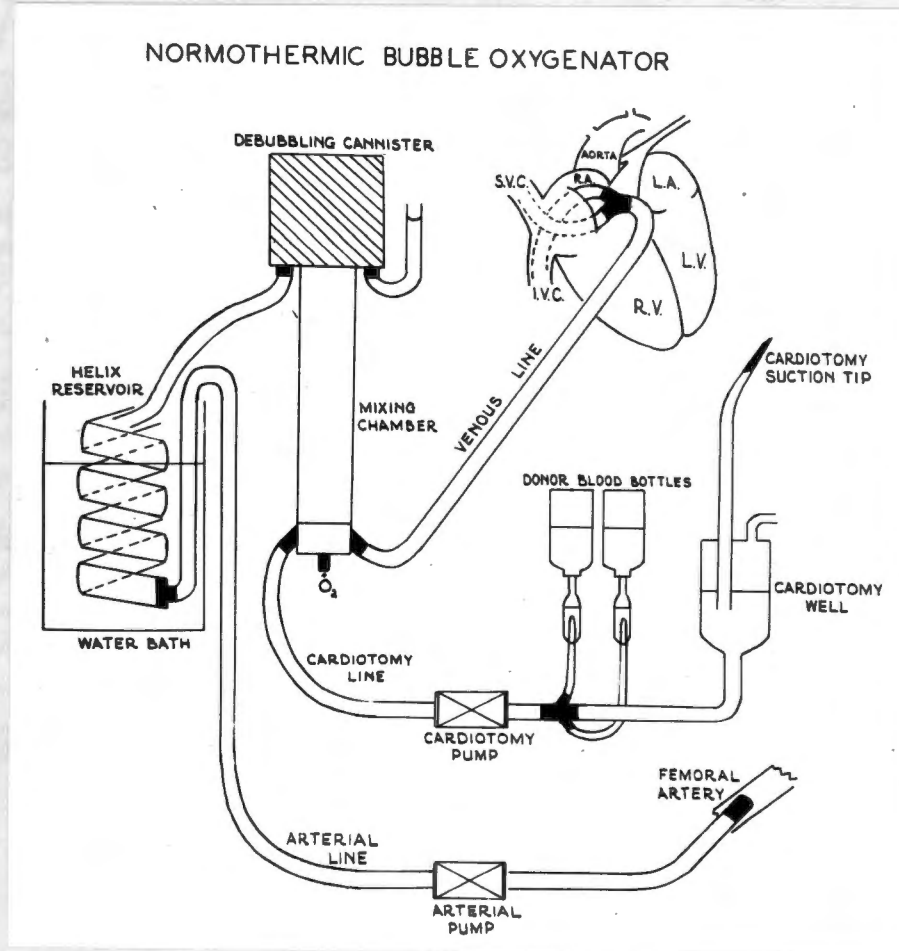 NORMOTHERMIC BUBBLE OXYGENATOR
DEBUBBLING CANNISTER
AORTA
S.V.C.
R.A.
L.A.
L.V.
I.V.C.
R.V.
HELIX
RESERVOIR
MIXING
CHAMBER
VENOUS LINE
CARDIOTOMY
SUCTION TIP
DONOR BLOOD BOTTLES
O₂
CARDIOTOMY
WELL
WATER BATH
CARDIOTOMY
LINE
CARDIOTOMY
PUMP
FEMORAL
ARTERY
ARTERIAL
LINE
ARTERIAL
PUMP